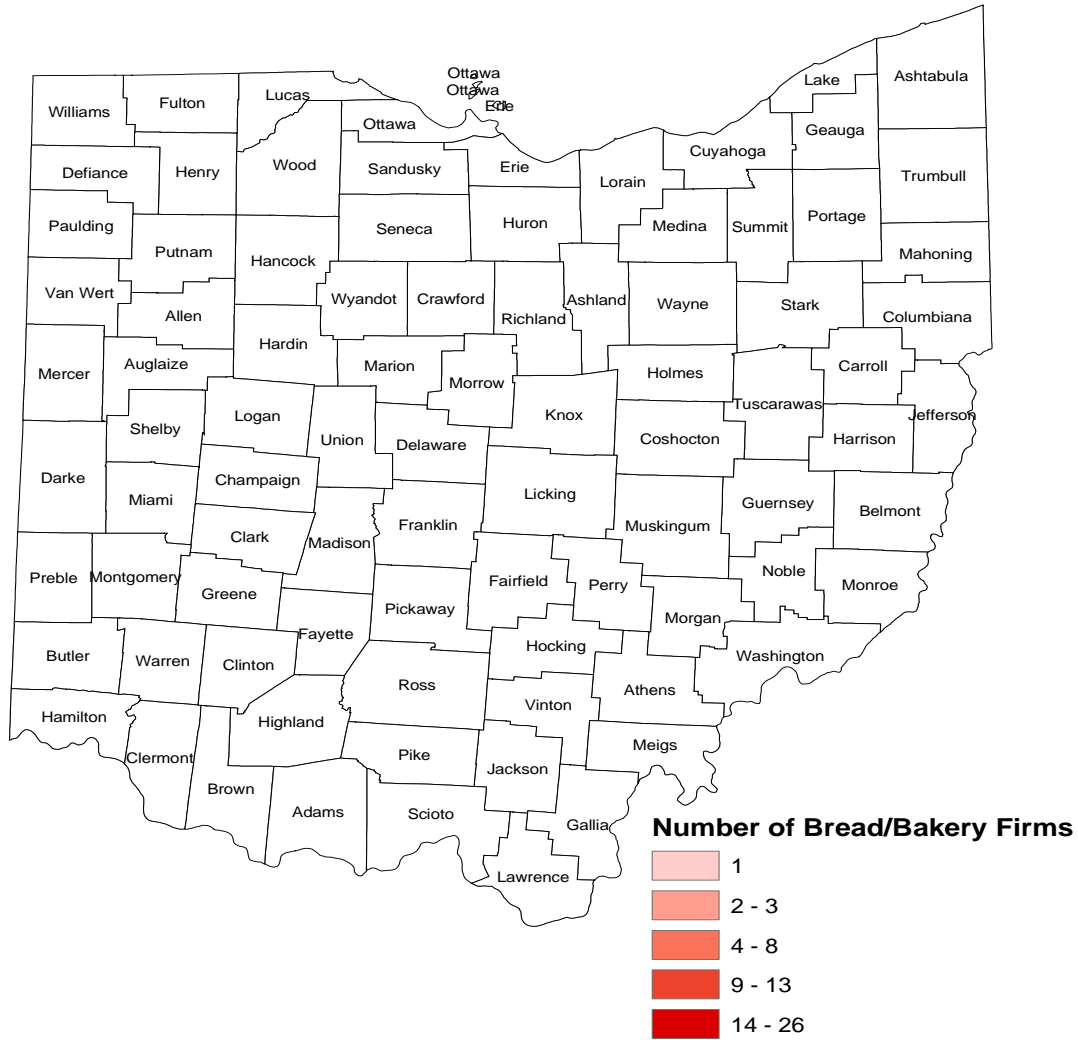 Ottawa
Ottawa
Erie
Lake
Ashtabula
Williams
Fulton
Lucas
Ottawa
Geauga
Cuyahoga
Defiance
Henry
Wood
Sandusky
Erie
Lorain
Trumbull
Paulding
Putnam
Seneca
Huron
Medina
Summit
Portage
Mahoning
Hancock
Van Wert
Allen
Wyandot
Crawford
Richland
Ashland
Wayne
Stark
Columbiana
Mercer
Auglaize
Hardin
Marion
Morrow
Holmes
Carroll
Shelby
Logan
Union
Delaware
Knox
Coshocton
Tuscarawas
Harrison
Jefferson
Darke
Miami
Champaign
Licking
Muskingum
Guernsey
Belmont
Clark
Madison
Franklin
Preble
Montgomery
Greene
Pickaway
Fairfield
Perry
Morgan
Noble
Monroe
Fayette
Hocking
Washington
Butler
Warren
Clinton
Ross
Vinton
Athens
Hamilton
Highland
Clermont
Pike
Jackson
Meigs
Brown
Adams
Scioto
Gallia
Lawrence
Number of Bread/Bakery Firms
1
2 - 3
4 - 8
9 - 13
14 - 26